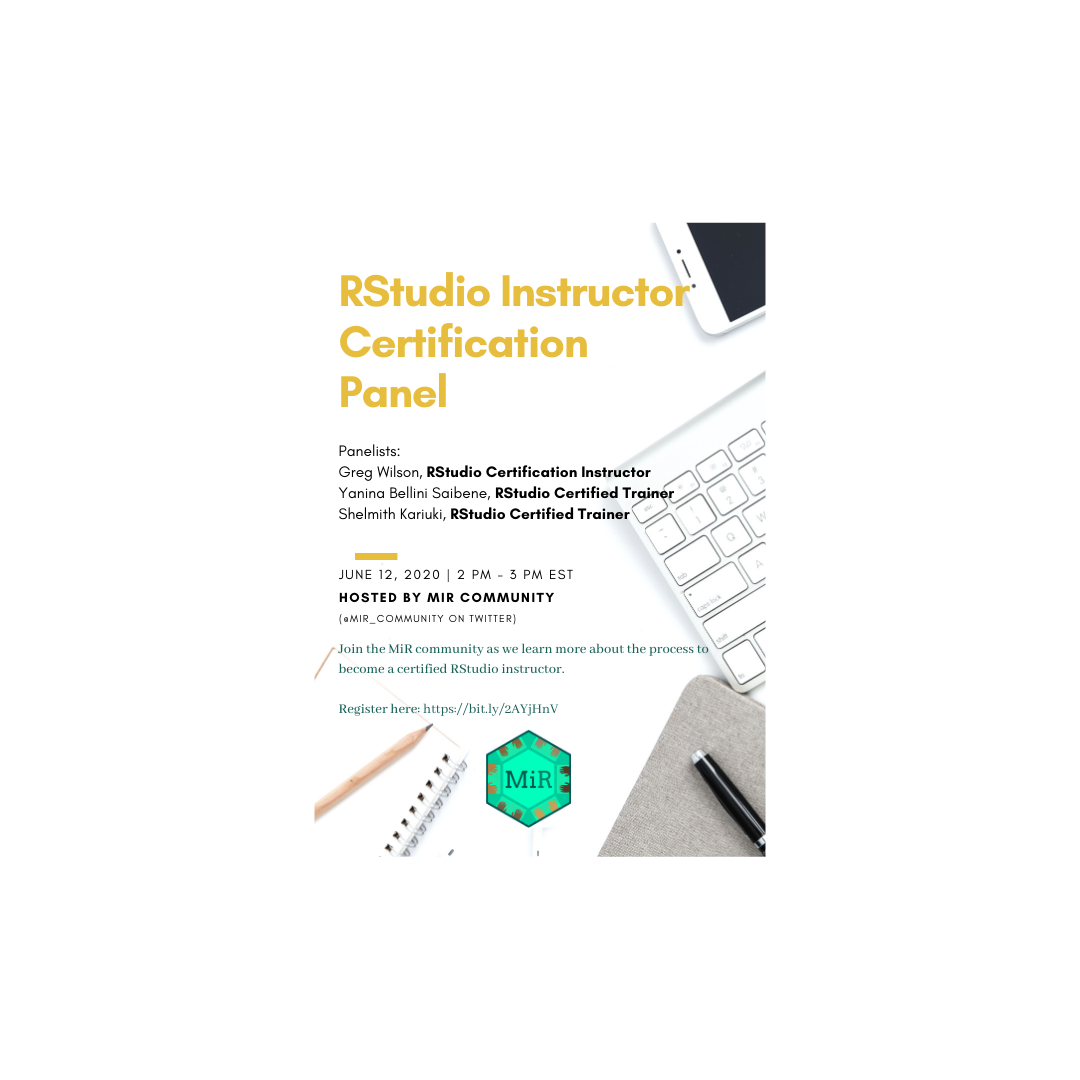 RStudio Instructor
Certification
Panel
Panelists:
Greg Wilson, RStudio Certification Instructor
Yanina Bellini Saibene, RStudio Certified Trainer
Shelmith Kariuki, RStudio Certified Trainer
JUNE 12, 2020 | 2 PM - 3 PM EST
HOSTED BY MIR COMMUNITY
(@MIR_COMMUNITY ON TWITTER)
Join the MiR community as we learn more about the process to
become a certified RStudio instructor.
Register here: https://bit.ly/2AYjHnV
MiR
Q
W
A
caps lock
shift
tab